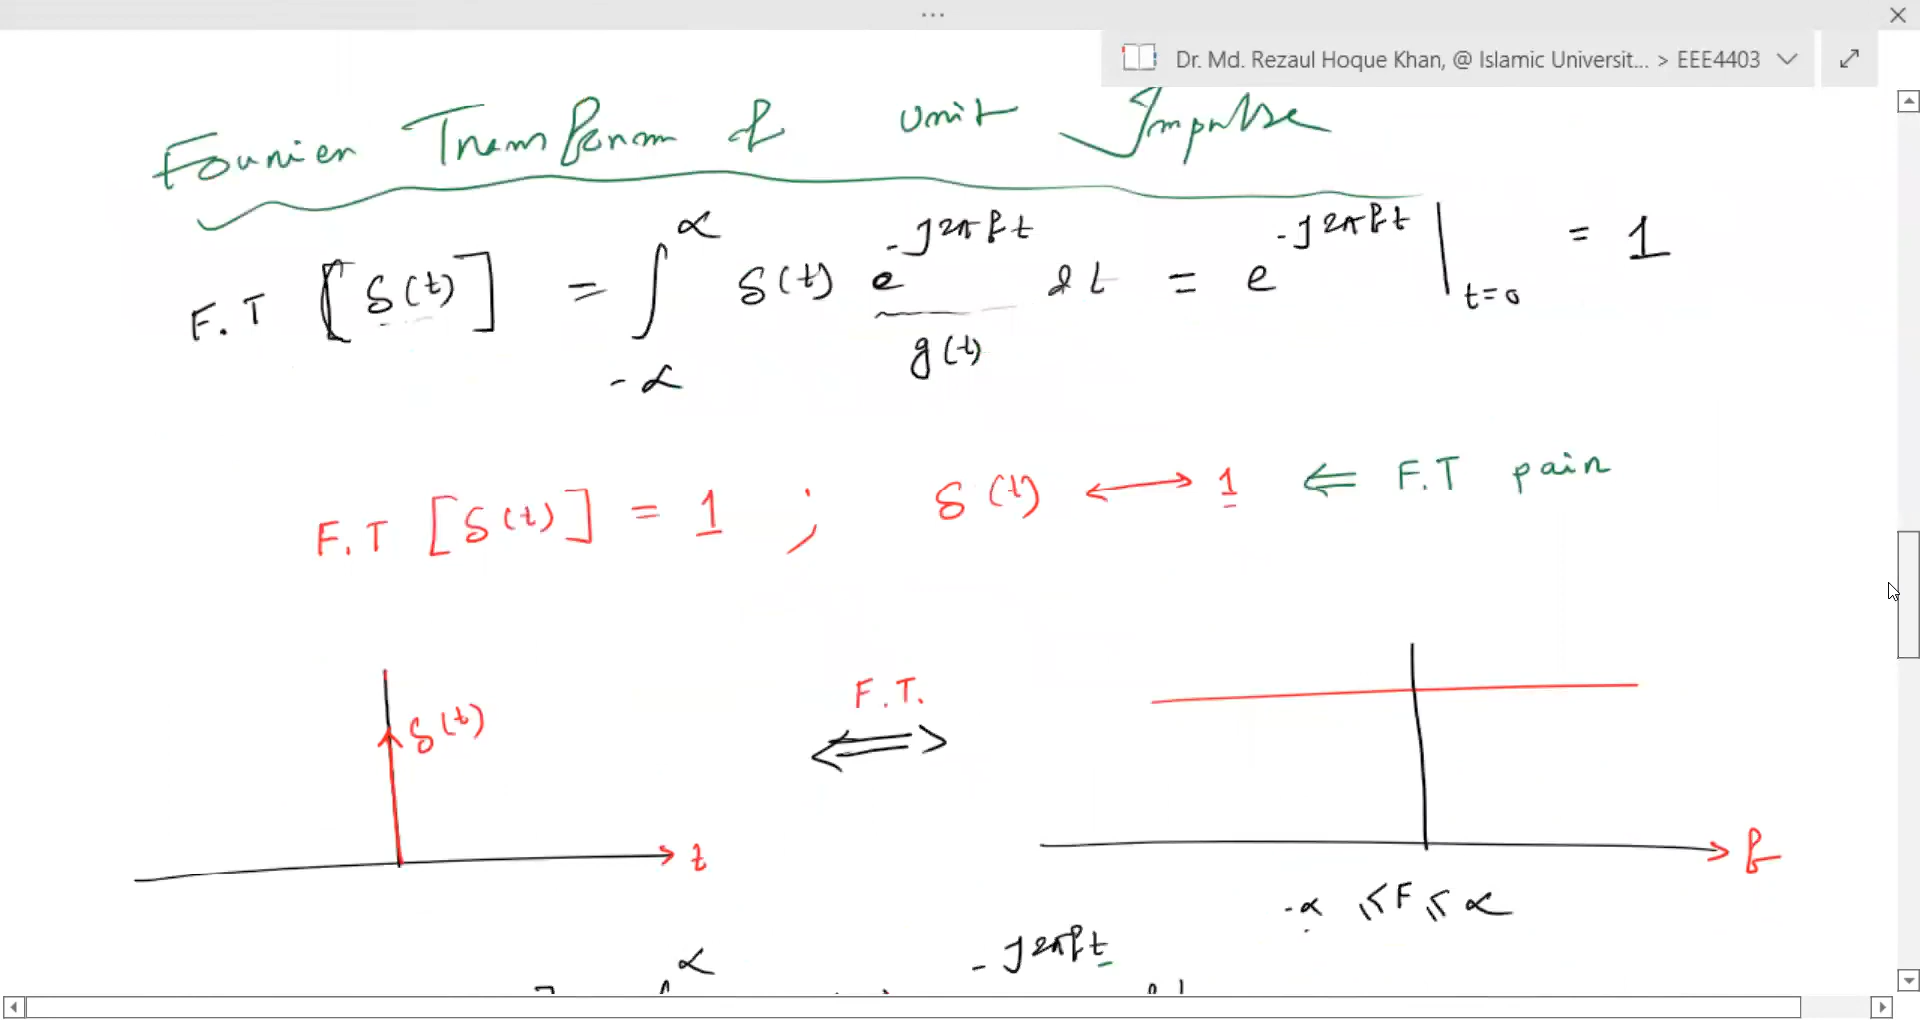 ...
Dr. Md. Rezaul Hoque Khan, @ Islamic Universit... > EEE4403
Fourier Transform of unit Impulse
F.T [δ(t)] = ∫_{-∞}^{∞} δ(t) e^{-j2πft} dt = e^{-j2πft} |_{t=0} = 1
g(t)
F.T [δ(t)] = 1 ; δ(t) ⟷ 1 ⇐ F.T pair
F.T.
δ(t)
t
f
-∞ ≤ F ≤ ∞
∞
-j2πft